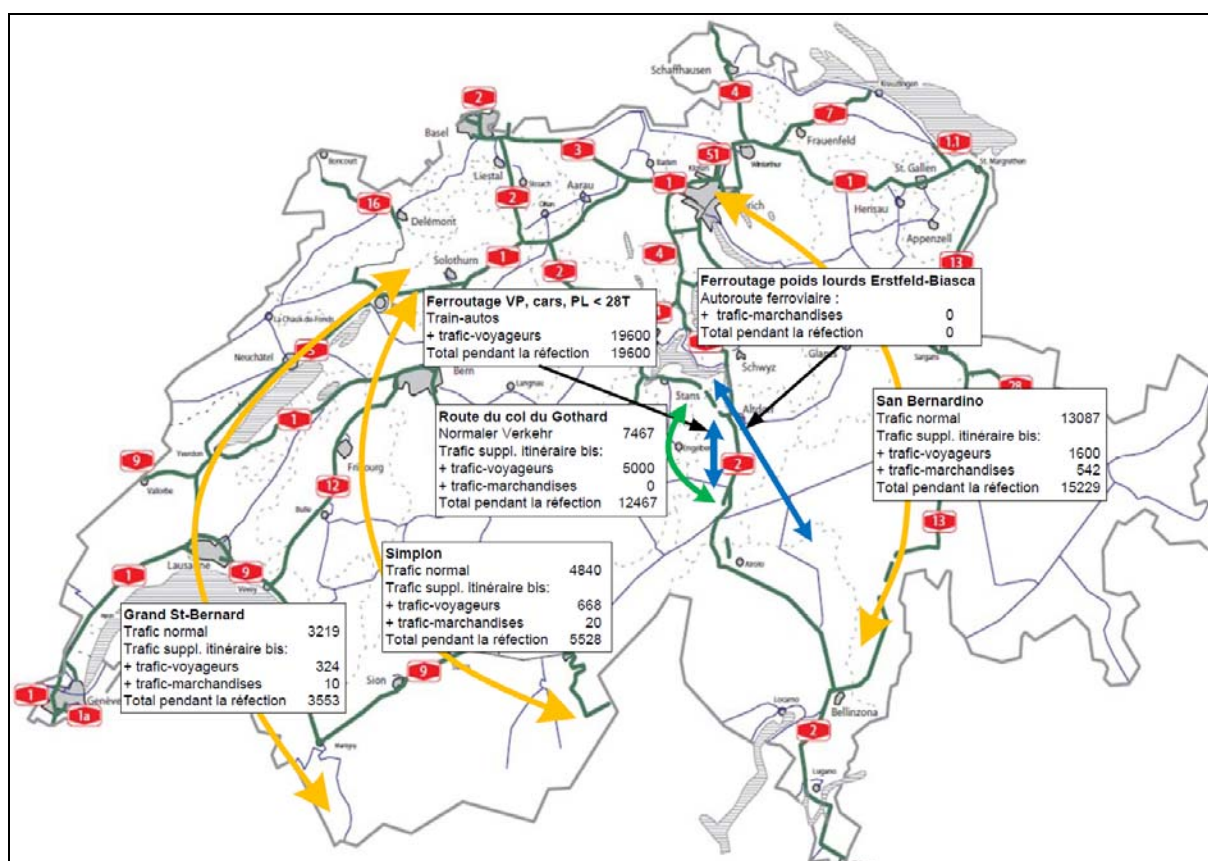 Schaffhausen
Kreuzlingen
4
7
2
Basel
Frauenfeld
1.1
3
51
Boncourt
Baden
Kloten
Winterthur
St. Gallen
St. Margrethen
Liestal
Sissach
Aarau
1
1
Herisau
16
2
Olten
rich
Delémont
Appenzell
Solothurn
1
4
13
2
Ferroutage poids lourds Erstfeld-Biasca
Autoroute ferroviaire :
+ trafic-marchandises 0
Total pendant la réfection 0
Ferroutage VP, cars, PL < 28T
Train-autos
+ trafic-voyageurs 19600
Total pendant la réfection 19600
La Chaux-de-Fonds
Neuchâtel
5
Bern
Langnau
Schwyz
Glarus
Sargans
28
Stans
Altdorf
San Bernardino
Trafic normal 13087
Trafic suppl. itinéraire bis:
+ trafic-voyageurs 1600
+ trafic-marchandises 542
Total pendant la réfection 15229
Route du col du Gothard
Normaler Verkehr 7467
Trafic suppl. itinéraire bis:
+ trafic-voyageurs 5000
+ trafic-marchandises 0
Total pendant la réfection 12467
1
Yverdon
Engelberg
9
Vallorbe
Fribourg
12
2
Bulle
13
Simplon
Trafic normal 4840
Trafic suppl. itinéraire bis:
+ trafic-voyageurs 668
+ trafic-marchandises 20
Total pendant la réfection 5528
Lausanne
1
9
Vevey
Airolo
Grand St-Bernard
Trafic normal 3219
Trafic suppl. itinéraire bis:
+ trafic-voyageurs 324
+ trafic-marchandises 10
Total pendant la réfection 3553
Sion
9
1
Genève
1a
Locarno
Bellinzona
2
Martigny
Lugano